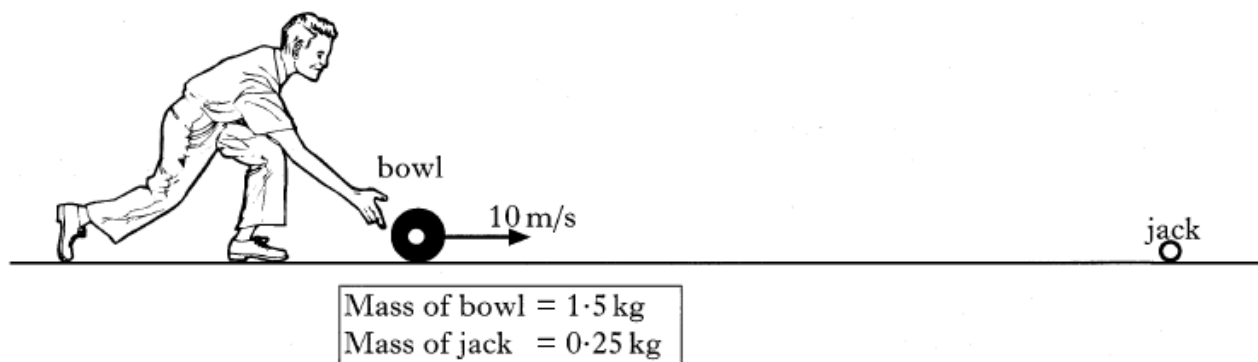 bowl
10 m/s
jack
Mass of bowl = 1·5 kg
Mass of jack = 0·25 kg